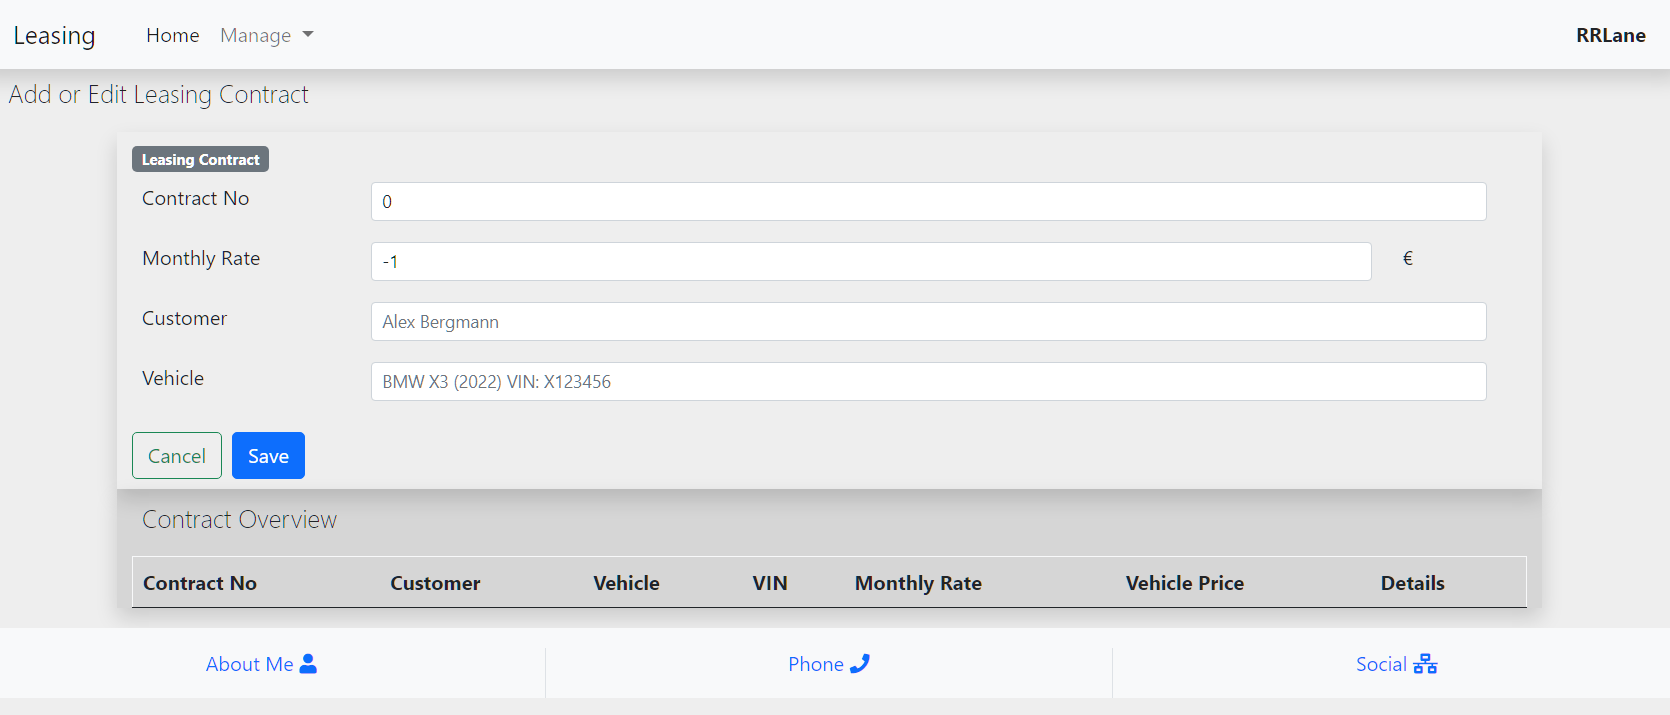 Leasing Home Manage RRLane
Add or Edit Leasing Contract
Leasing Contract
Contract No 0
Monthly Rate -1 €
Customer Alex Bergmann
Vehicle BMW X3 (2022) VIN: X123456
Cancel Save
Contract Overview
Contract No Customer Vehicle VIN Monthly Rate Vehicle Price Details
About Me Phone Social